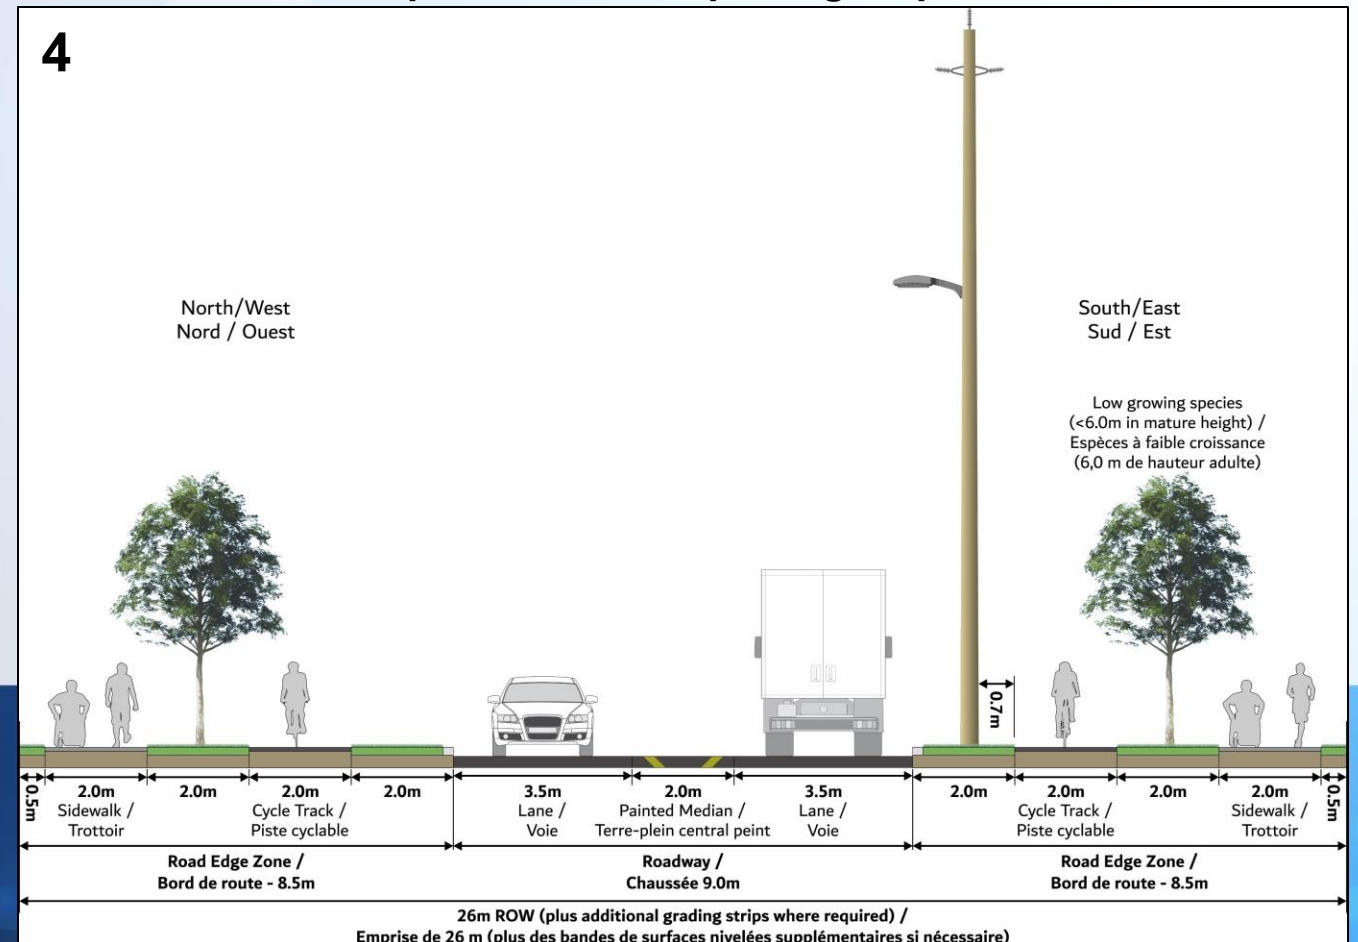 4
North/West
Nord / Ouest
South/East
Sud / Est
Low growing species
(<6.0m in mature height) /
Espèces à faible croissance
(6,0 m de hauteur adulte)
0.7m
0.5m
2.0m
Sidewalk /
Trottoir
2.0m
2.0m
Cycle Track /
Piste cyclable
2.0m
3.5m
Lane /
Voie
2.0m
Painted Median /
Terre-plein central peint
3.5m
Lane /
Voie
2.0m
2.0m
Cycle Track /
Piste cyclable
2.0m
2.0m
Sidewalk /
Trottoir
0.5m
Road Edge Zone /
Bord de route - 8.5m
Roadway /
Chaussée 9.0m
Road Edge Zone /
Bord de route - 8.5m
26m ROW (plus additional grading strips where required) /
Emprise de 26 m (plus des bandes de surfaces nivelées supplémentaires si nécessaire)